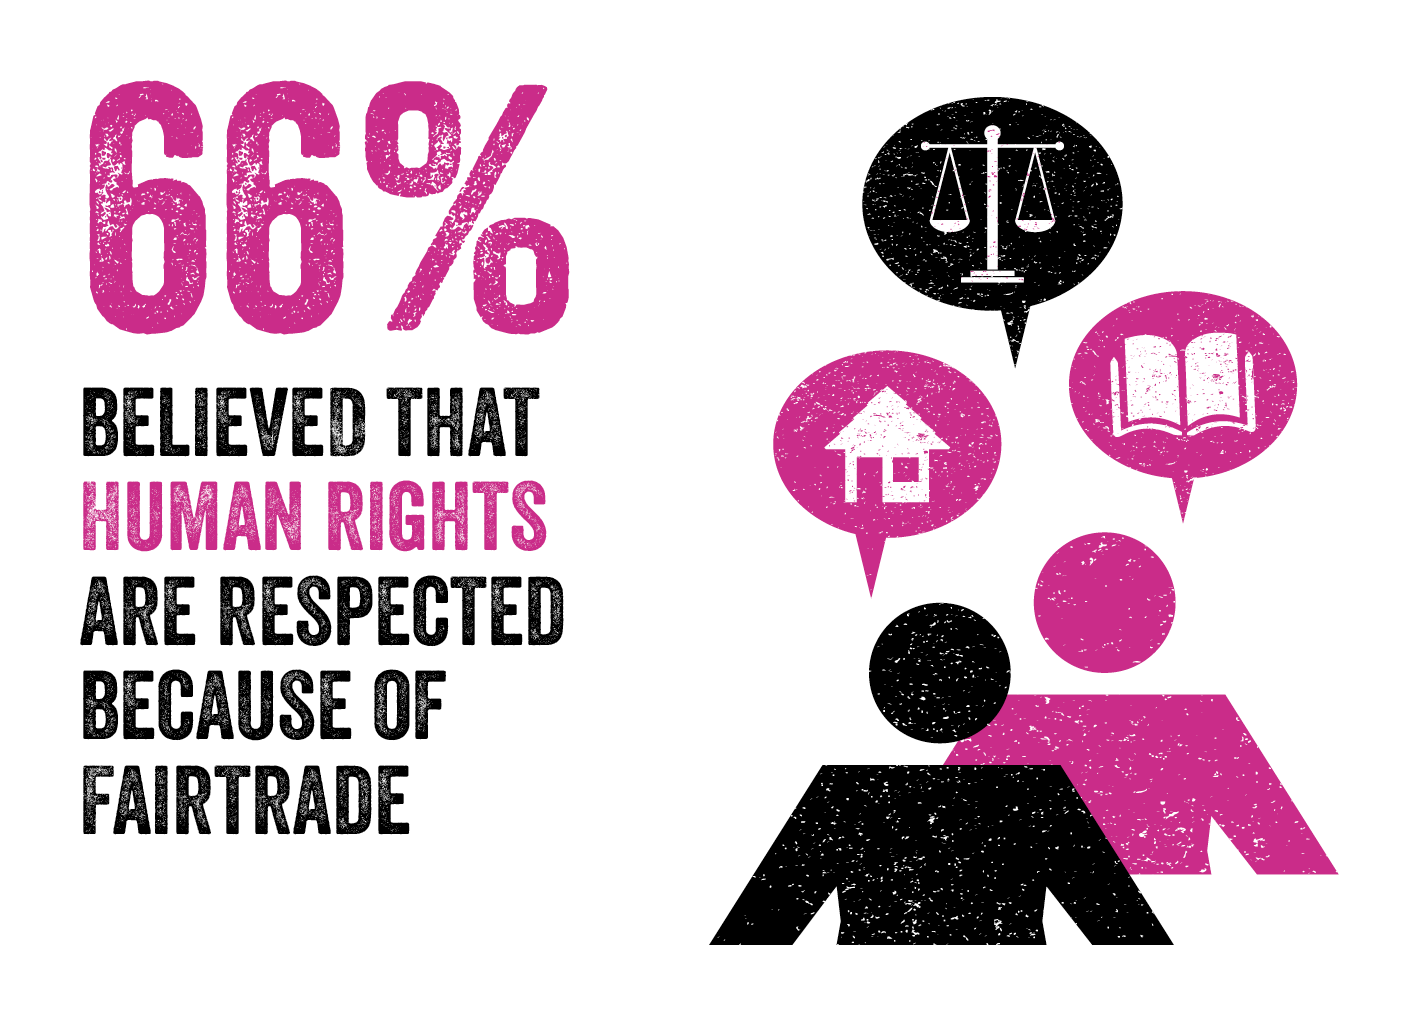 66%
BELIEVED THAT
HUMAN RIGHTS
ARE RESPECTED
BECAUSE OF
FAIRTRADE